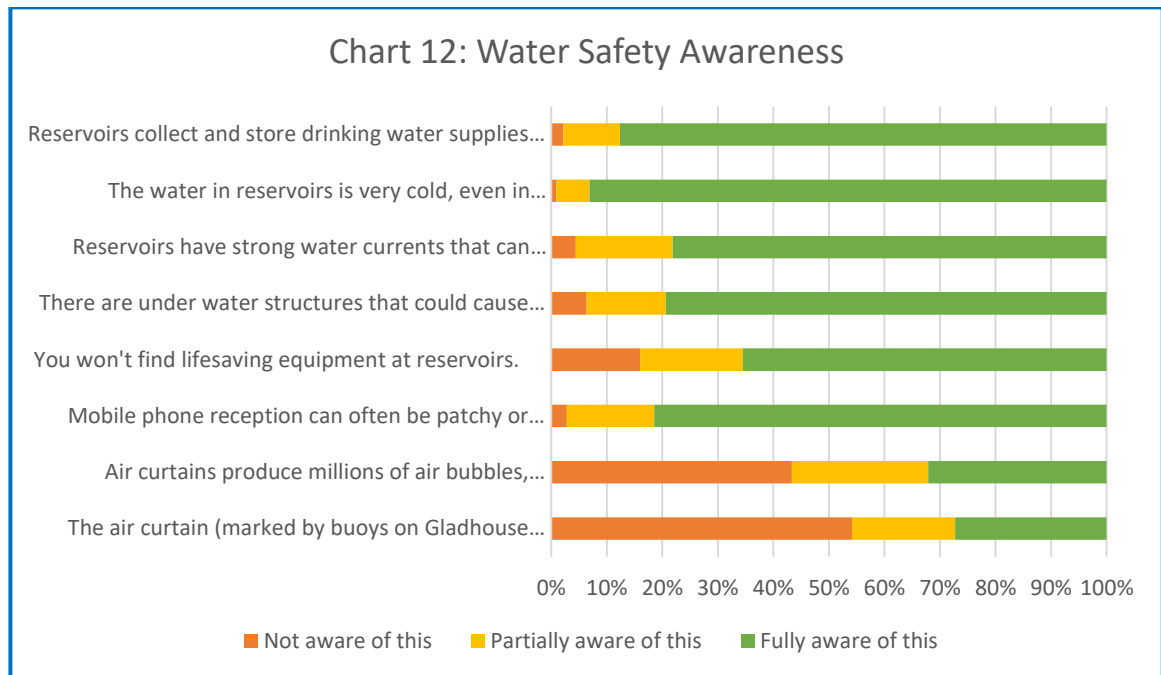 Chart 12: Water Safety Awareness
Reservoirs collect and store drinking water supplies...
The water in reservoirs is very cold, even in...
Reservoirs have strong water currents that can...
There are under water structures that could cause...
You won't find lifesaving equipment at reservoirs.
Mobile phone reception can often be patchy or...
Air curtains produce millions of air bubbles,...
The air curtain (marked by buoys on Gladhouse...
0% 10% 20% 30% 40% 50% 60% 70% 80% 90% 100%
Not aware of this Partially aware of this Fully aware of this